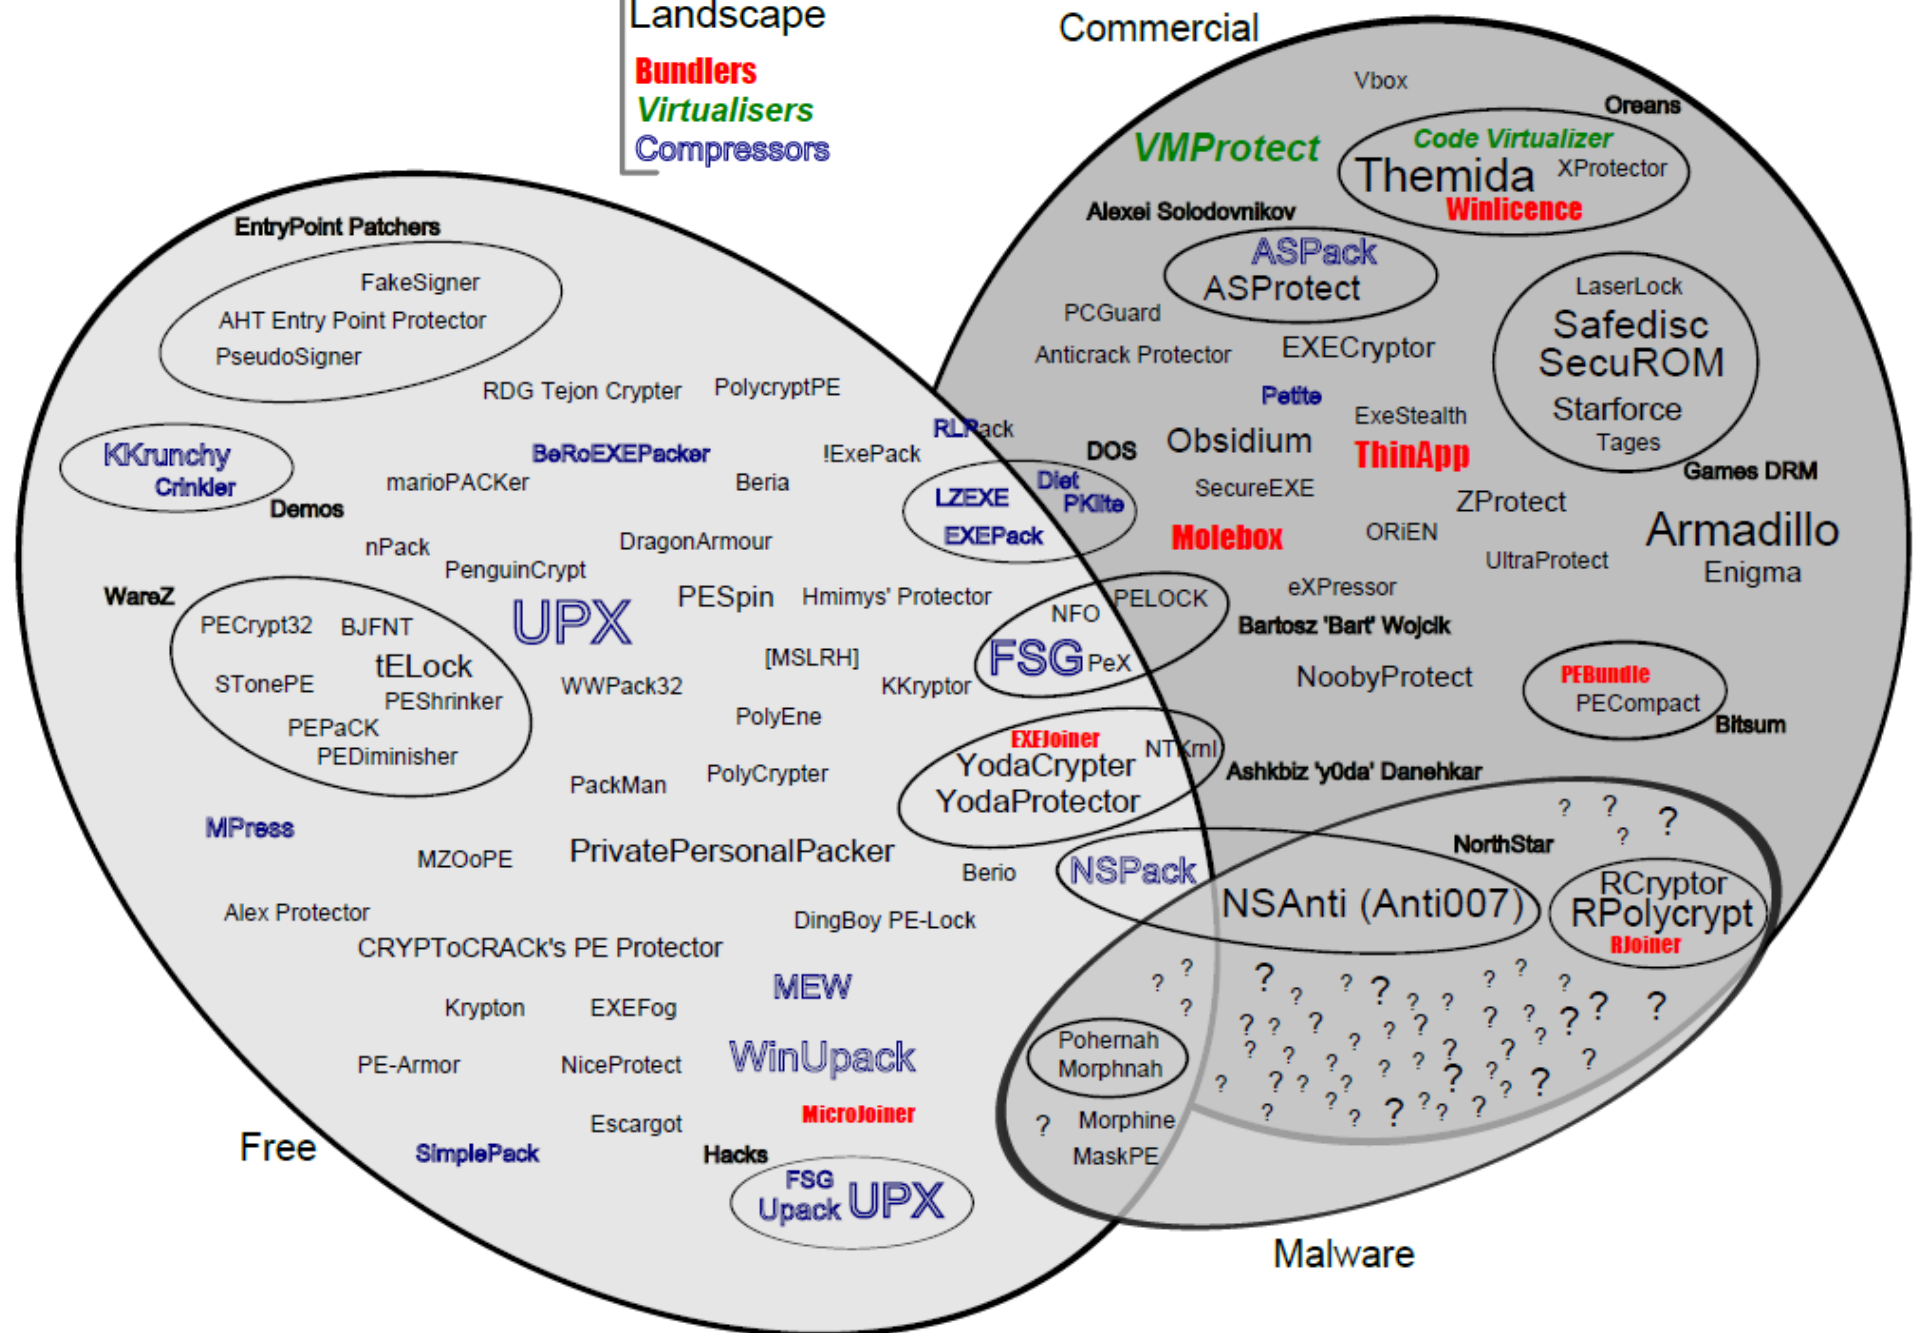 Landscape
Bundlers
Virtualisers
Compressors
Commercial
Vbox
Oreans
VMProtect
Code Virtualizer
Themida
XProtector
Winlicence
Alexei Solodovnikov
ASPack
ASProtect
LaserLock
Safedisc
SecuROM
Starforce
Tages
Games DRM
PCGuard
Anticrack Protector
EXECryptor
Petite
ExeStealth
DOS
Obsidium
ThinApp
SecureEXE
ZProtect
Molebox
ORiEN
Armadillo
UltraProtect
Enigma
eXPressor
Bartosz 'Bart' Wojcik
NoobyProtect
PEBundle
PECompact
Bitsum
Ashkbiz 'y0da' Danehkar
EntryPoint Patchers
FakeSigner
AHT Entry Point Protector
PseudoSigner
RDG Tejon Crypter
PolycryptPE
RLPack
KKrunchy
Crinkler
Demos
BeRoEXEPacker
!ExePack
marioPACKer
Beria
LZEXE
Diet
PKlite
EXEPack
nPack
DragonArmour
PenguinCrypt
WareZ
PESpin
Hmimys' Protector
NFO
PELOCK
PECrypt32
BJFNT
UPX
tELock
[MSLRH]
FSG
PeX
STonePE
PEShrinker
WWPack32
KKryptor
PEPaCK
PolyEne
PEDiminisher
EXEJoiner
NTKrnl
YodaCrypter
YodaProtector
PackMan
PolyCrypter
MPress
MZOoPE
PrivatePersonalPacker
Berio
NSPack
NorthStar
NSAnti (Anti007)
? ? ? ?
RCryptor
RPolycrypt
RJoiner
Alex Protector
DingBoy PE-Lock
CRYPToCRACk's PE Protector
MEW
Krypton
EXEFog
WinUpack
PE-Armor
NiceProtect
MicroJoiner
Escargot
SimplePack
Hacks
FSG
Upack
UPX
Free
? ? ?
Pohernah
Morphnah
? Morphine
MaskPE
? ? ? ? ? ? ? ?
? ? ? ? ? ? ? ?
? ? ? ? ? ? ? ?
? ? ? ? ? ? ? ?
? ? ? ? ? ? ? ?
Malware